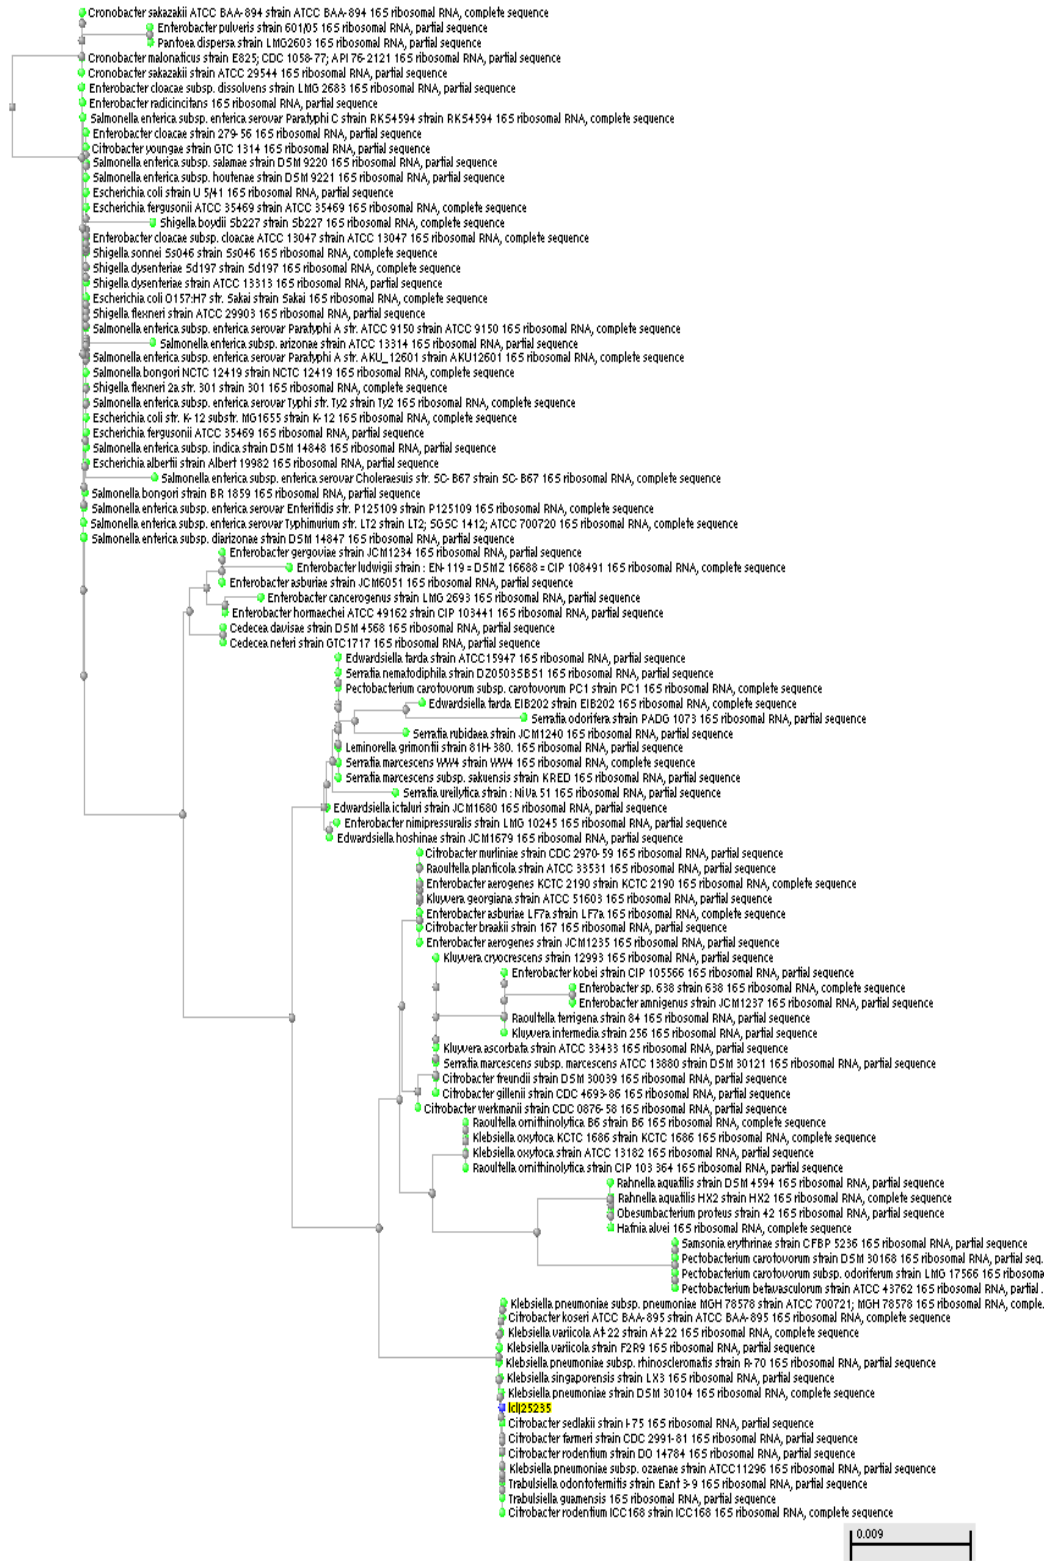 Cronobacter sakazakii ATCC BAA-894 strain ATCC BAA-894 16S ribosomal RNA, complete sequence
Enterobacter pulveris strain 601/05 16S ribosomal RNA, partial sequence
Pantoea dispersa strain LMG2603 16S ribosomal RNA, partial sequence
Cronobacter malonaticus strain E825; CDC 1058-77; API 76-2121 16S ribosomal RNA, partial sequence
Cronobacter sakazakii strain ATCC 29544 16S ribosomal RNA, partial sequence
Enterobacter cloacae subsp. dissolvens strain LMG 2683 16S ribosomal RNA, partial sequence
Enterobacter radicincitans 16S ribosomal RNA, partial sequence
Salmonella enterica subsp. enterica serovar Paratyphi C strain RKS4594 strain RKS4594 16S ribosomal RNA, complete sequence
Enterobacter cloacae strain 279-56 16S ribosomal RNA, partial sequence
Citrobacter youngae strain GTC 1314 16S ribosomal RNA, partial sequence
Salmonella enterica subsp. salamae strain DSM 9220 16S ribosomal RNA, partial sequence
Salmonella enterica subsp. houtenae strain DSM 9221 16S ribosomal RNA, partial sequence
Escherichia coli strain U 5/41 16S ribosomal RNA, partial sequence
Escherichia fergusonii ATCC 35469 strain ATCC 35469 16S ribosomal RNA, complete sequence
Shigella boydii Sb227 strain Sb227 16S ribosomal RNA, complete sequence
Enterobacter cloacae subsp. cloacae ATCC 13047 strain ATCC 13047 16S ribosomal RNA, complete sequence
Shigella sonnei Ss046 strain Ss046 16S ribosomal RNA, complete sequence
Shigella dysenteriae Sd197 strain Sd197 16S ribosomal RNA, complete sequence
Shigella dysenteriae strain ATCC 13313 16S ribosomal RNA, partial sequence
Escherichia coli O157:H7 str. Sakai strain Sakai 16S ribosomal RNA, complete sequence
Shigella flexneri strain ATCC 29903 16S ribosomal RNA, partial sequence
Salmonella enterica subsp. enterica serovar Paratyphi A str. ATCC 9150 strain ATCC 9150 16S ribosomal RNA, complete sequence
Salmonella enterica subsp. arizonae strain ATCC 13314 16S ribosomal RNA, partial sequence
Salmonella enterica subsp. enterica serovar Paratyphi A str. AKU_12601 strain AKU12601 16S ribosomal RNA, complete sequence
Salmonella bongori NCTC 12419 strain NCTC 12419 16S ribosomal RNA, complete sequence
Shigella flexneri 2a str. 301 strain 301 16S ribosomal RNA, complete sequence
Salmonella enterica subsp. enterica serovar Typhi str. Ty2 strain Ty2 16S ribosomal RNA, complete sequence
Escherichia coli str. K-12 substr. MG1655 strain K-12 16S ribosomal RNA, complete sequence
Escherichia fergusonii ATCC 35469 16S ribosomal RNA, partial sequence
Salmonella enterica subsp. indica strain DSM 14848 16S ribosomal RNA, partial sequence
Escherichia albertii strain Albert 19982 16S ribosomal RNA, partial sequence
Salmonella enterica subsp. enterica serovar Choleraesuis str. SC-B67 strain SC-B67 16S ribosomal RNA, complete sequence
Salmonella bongori strain BR 1859 16S ribosomal RNA, partial sequence
Salmonella enterica subsp. enterica serovar Enteritidis str. P125109 strain P125109 16S ribosomal RNA, complete sequence
Salmonella enterica subsp. enterica serovar Typhimurium str. LT2 strain LT2; SGSC 1412; ATCC 700720 16S ribosomal RNA, complete sequence
Salmonella enterica subsp. diarizonae strain DSM 14847 16S ribosomal RNA, partial sequence
Enterobacter gergoviae strain JCM1234 16S ribosomal RNA, partial sequence
Enterobacter ludwigii strain : EN-119 = DSMZ 16688 = CIP 108491 16S ribosomal RNA, complete sequence
Enterobacter asburiae strain JCM6051 16S ribosomal RNA, partial sequence
Enterobacter cancerogenus strain LMG 2693 16S ribosomal RNA, partial sequence
Enterobacter hormaechei ATCC 49162 strain CIP 103441 16S ribosomal RNA, partial sequence
Cedecea davisae strain DSM 4568 16S ribosomal RNA, partial sequence
Cedecea neteri strain GTC1717 16S ribosomal RNA, partial sequence
Edwardsiella tarda strain ATCC15947 16S ribosomal RNA, partial sequence
Serratia nematodiphila strain DZ0503SBS1 16S ribosomal RNA, partial sequence
Pectobacterium carotovorum subsp. carotovorum PC1 strain PC1 16S ribosomal RNA, complete sequence
Edwardsiella tarda EIB202 strain EIB202 16S ribosomal RNA, complete sequence
Serratia odorifera strain PADG 1073 16S ribosomal RNA, partial sequence
Serratia rubidaea strain JCM1240 16S ribosomal RNA, partial sequence
Leminorella grimontii strain 81H-380. 16S ribosomal RNA, partial sequence
Serratia marcescens WW4 strain WW4 16S ribosomal RNA, complete sequence
Serratia marcescens subsp. sakuensis strain KRED 16S ribosomal RNA, partial sequence
Serratia ureilytica strain : NiVa 51 16S ribosomal RNA, partial sequence
Edwardsiella ictaluri strain JCM1680 16S ribosomal RNA, partial sequence
Enterobacter nimipressuralis strain LMG 10245 16S ribosomal RNA, partial sequence
Edwardsiella hoshinae strain JCM1679 16S ribosomal RNA, partial sequence
Citrobacter murliniae strain CDC 2970-59 16S ribosomal RNA, partial sequence
Raoultella planticola strain ATCC 33531 16S ribosomal RNA, partial sequence
Enterobacter aerogenes KCTC 2190 strain KCTC 2190 16S ribosomal RNA, complete sequence
Kluyvera georgiana strain ATCC 51603 16S ribosomal RNA, partial sequence
Enterobacter asburiae LF7a strain LF7a 16S ribosomal RNA, complete sequence
Citrobacter braakii strain 167 16S ribosomal RNA, partial sequence
Enterobacter aerogenes strain JCM1235 16S ribosomal RNA, partial sequence
Kluyvera cryocrescens strain 12993 16S ribosomal RNA, partial sequence
Enterobacter kobei strain CIP 105566 16S ribosomal RNA, partial sequence
Enterobacter sp. 638 strain 638 16S ribosomal RNA, complete sequence
Enterobacter amnigenus strain JCM1237 16S ribosomal RNA, partial sequence
Raoultella terrigena strain 84 16S ribosomal RNA, partial sequence
Kluyvera intermedia strain 256 16S ribosomal RNA, partial sequence
Kluyvera ascorbata strain ATCC 33433 16S ribosomal RNA, partial sequence
Serratia marcescens subsp. marcescens ATCC 13880 strain DSM 30121 16S ribosomal RNA, partial sequence
Citrobacter freundii strain DSM 30039 16S ribosomal RNA, partial sequence
Citrobacter gillenii strain CDC 4693-86 16S ribosomal RNA, partial sequence
Citrobacter werkmanii strain CDC 0876-58 16S ribosomal RNA, partial sequence
Raoultella ornithinolytica B6 strain B6 16S ribosomal RNA, complete sequence
Klebsiella oxytoca KCTC 1686 strain KCTC 1686 16S ribosomal RNA, complete sequence
Klebsiella oxytoca strain ATCC 13182 16S ribosomal RNA, partial sequence
Raoultella ornithinolytica strain CIP 103 364 16S ribosomal RNA, partial sequence
Rahnella aquatilis strain DSM 4594 16S ribosomal RNA, partial sequence
Rahnella aquatilis HX2 strain HX2 16S ribosomal RNA, complete sequence
Obesumbacterium proteus strain 42 16S ribosomal RNA, partial sequence
Hafnia alvei 16S ribosomal RNA, complete sequence
Samsonia erythrinae strain CFBP 5236 16S ribosomal RNA, partial sequence
Pectobacterium carotovorum strain DSM 30168 16S ribosomal RNA, partial seq.
Pectobacterium carotovorum subsp. odoriferum strain LMG 17566 16S ribosoma
Pectobacterium betavasculorum strain ATCC 43762 16S ribosomal RNA, partial .
Klebsiella pneumoniae subsp. pneumoniae MGH 78578 strain ATCC 700721; MGH 78578 16S ribosomal RNA, comple.
Citrobacter koseri ATCC BAA-895 strain ATCC BAA-895 16S ribosomal RNA, complete sequence
Klebsiella variicola At-22 strain At-22 16S ribosomal RNA, complete sequence
Klebsiella variicola strain F2R9 16S ribosomal RNA, partial sequence
Klebsiella pneumoniae subsp. rhinoscleromatis strain R-70 16S ribosomal RNA, partial sequence
Klebsiella singaporensis strain LX3 16S ribosomal RNA, partial sequence
Klebsiella pneumoniae strain DSM 30104 16S ribosomal RNA, complete sequence
lcl|25235
Citrobacter sedlakii strain I-75 16S ribosomal RNA, partial sequence
Citrobacter farmeri strain CDC 2991-81 16S ribosomal RNA, partial sequence
Citrobacter rodentium strain DO 14784 16S ribosomal RNA, partial sequence
Klebsiella pneumoniae subsp. ozaenae strain ATCC11296 16S ribosomal RNA, partial sequence
Trabulsiella odontotermitis strain Eant 3-9 16S ribosomal RNA, partial sequence
Trabulsiella guamensis 16S ribosomal RNA, partial sequence
Citrobacter rodentium ICC168 strain ICC168 16S ribosomal RNA, complete sequence
0.009